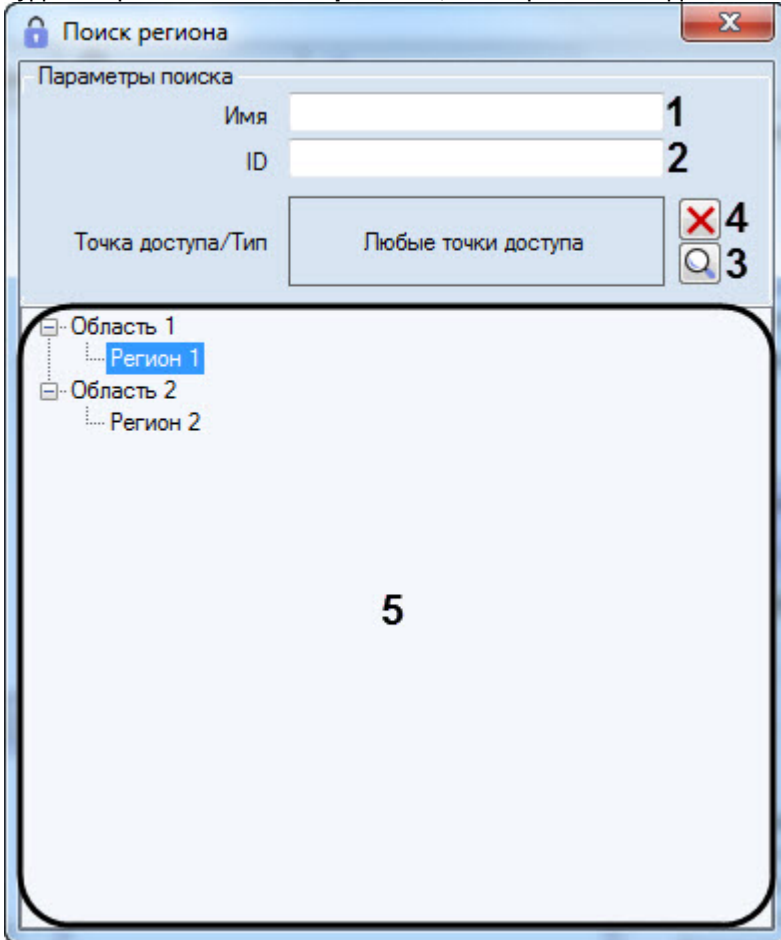 Поиск региона
Параметры поиска
Имя 1
ID 2
Точка доступа/Тип Любые точки доступа 4
3
Область 1
Регион 1
Область 2
Регион 2
5